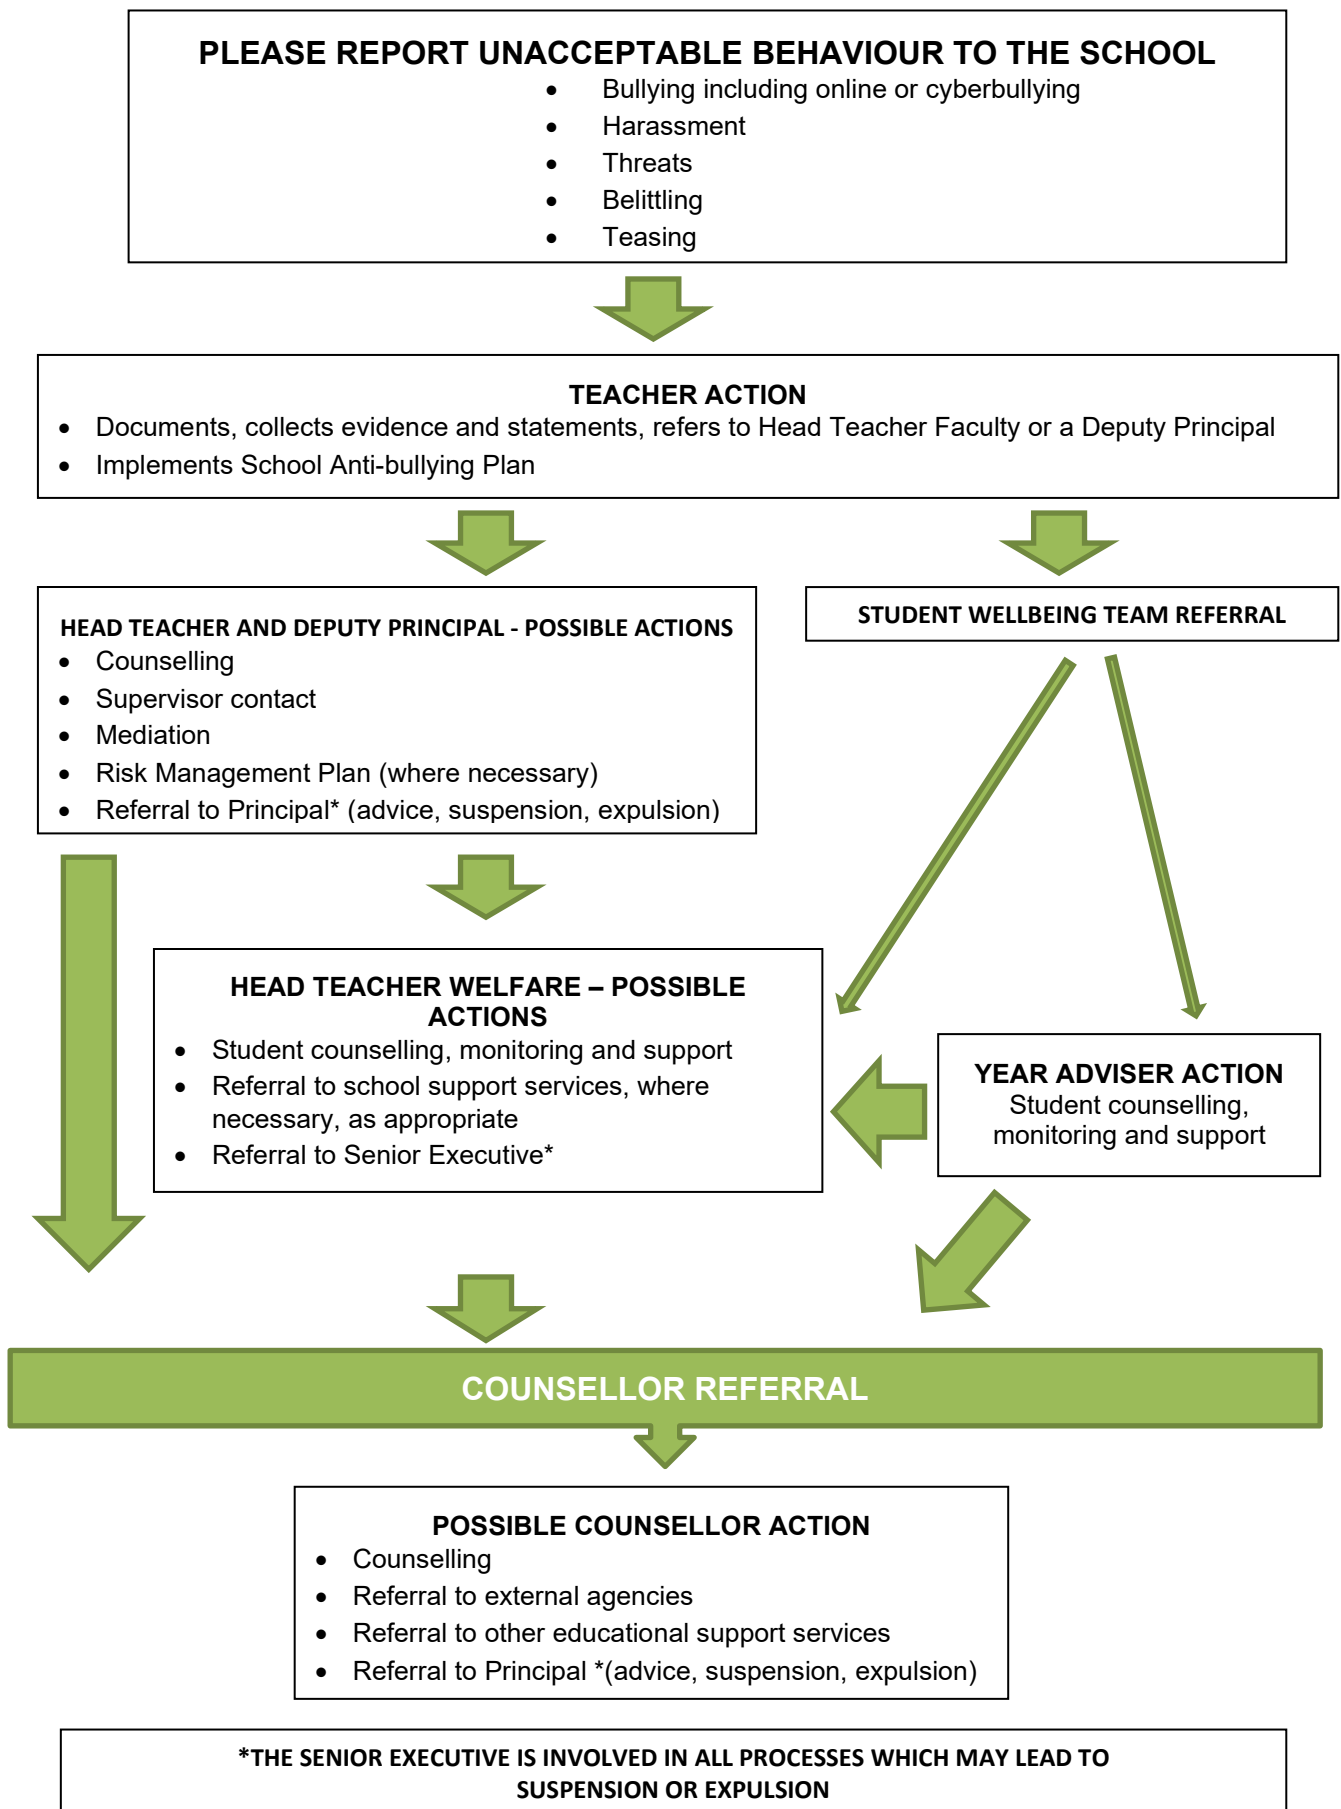 PLEASE REPORT UNACCEPTABLE BEHAVIOUR TO THE SCHOOL
• Bullying including online or cyberbullying
• Harassment
• Threats
• Belittling
• Teasing
TEACHER ACTION
• Documents, collects evidence and statements, refers to Head Teacher Faculty or a Deputy Principal
• Implements School Anti-bullying Plan
HEAD TEACHER AND DEPUTY PRINCIPAL - POSSIBLE ACTIONS
• Counselling
• Supervisor contact
• Mediation
• Risk Management Plan (where necessary)
• Referral to Principal* (advice, suspension, expulsion)
STUDENT WELLBEING TEAM REFERRAL
HEAD TEACHER WELFARE – POSSIBLE
ACTIONS
• Student counselling, monitoring and support
• Referral to school support services, where
necessary, as appropriate
• Referral to Senior Executive*
YEAR ADVISER ACTION
Student counselling,
monitoring and support
COUNSELLOR REFERRAL
POSSIBLE COUNSELLOR ACTION
• Counselling
• Referral to external agencies
• Referral to other educational support services
• Referral to Principal *(advice, suspension, expulsion)
*THE SENIOR EXECUTIVE IS INVOLVED IN ALL PROCESSES WHICH MAY LEAD TO
SUSPENSION OR EXPULSION